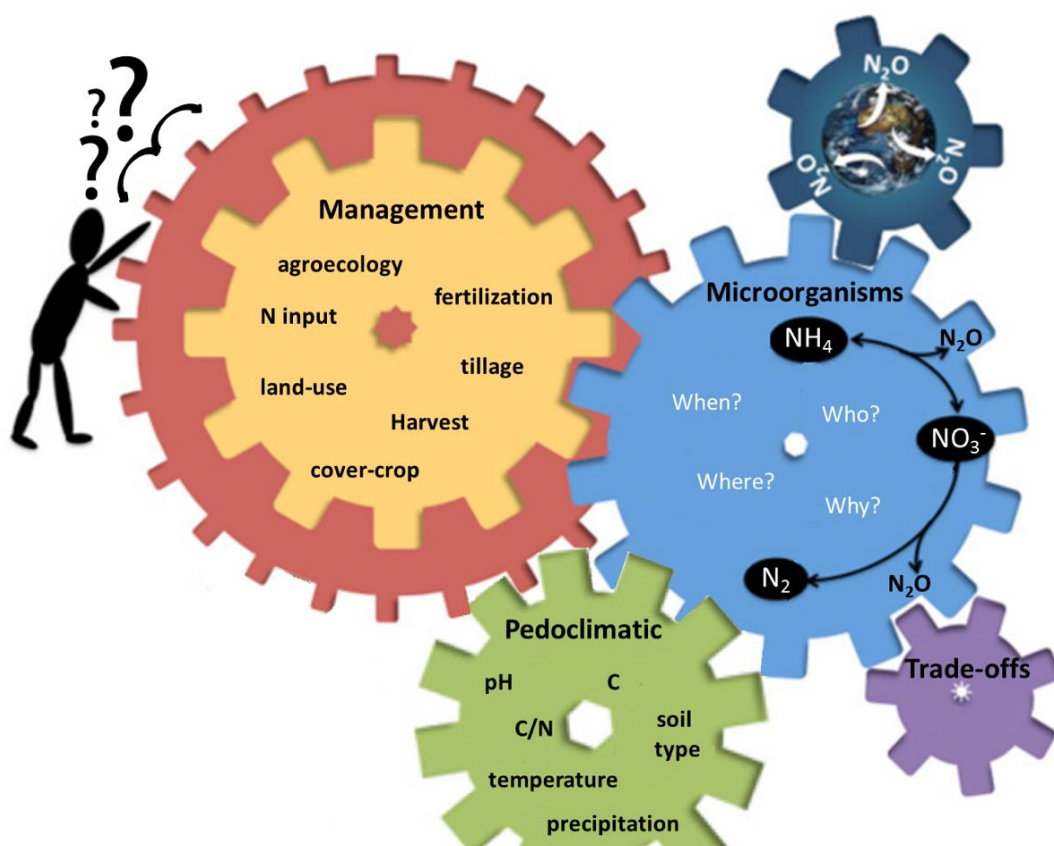 ?
?
?
Management
agroecology
fertilization
N input
tillage
land-use
Harvest
cover-crop
N₂O
N₂O
N₂O
Microorganisms
NH₄
N₂O
When?
Who?
NO₃⁻
Where?
Why?
N₂
N₂O
Pedoclimatic
pH
C
C/N
soil
type
temperature
precipitation
Trade-offs